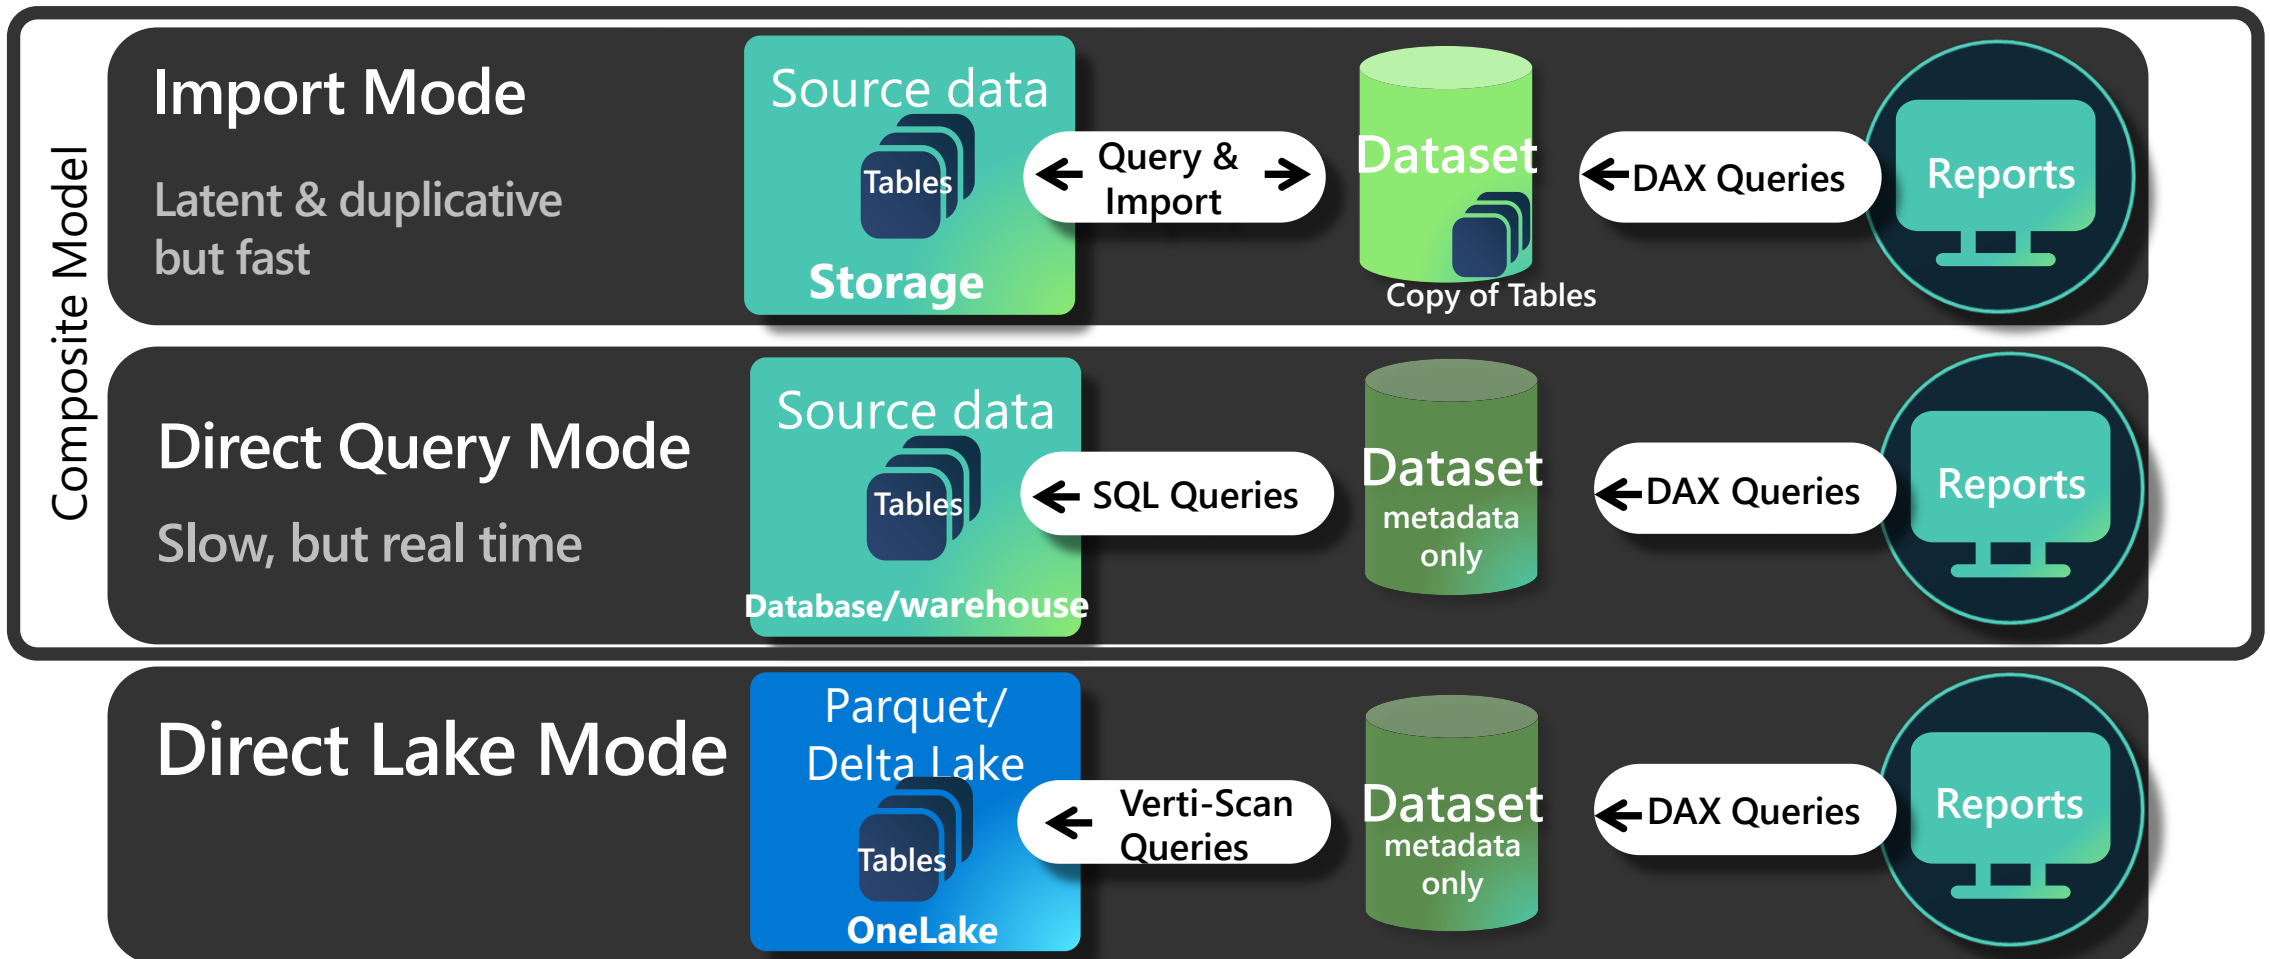 Composite Model
Import Mode
Latent & duplicative
but fast
Source data
Tables
Storage
Query &
Import
Dataset
Copy of Tables
DAX Queries
Reports
Direct Query Mode
Slow, but real time
Source data
Tables
Database/warehouse
SQL Queries
Dataset
metadata
only
DAX Queries
Reports
Direct Lake Mode
Parquet/
Delta Lake
Tables
OneLake
Verti-Scan
Queries
Dataset
metadata
only
DAX Queries
Reports